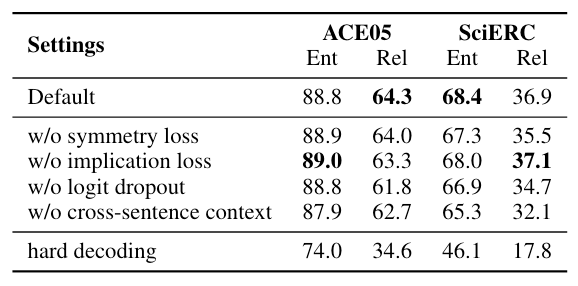 Settings ACE05 SciERC
Ent Rel Ent Rel
Default 88.8 64.3 68.4 36.9
w/o symmetry loss 88.9 64.0 67.3 35.5
w/o implication loss 89.0 63.3 68.0 37.1
w/o logit dropout 88.8 61.8 66.9 34.7
w/o cross-sentence context 87.9 62.7 65.3 32.1
hard decoding 74.0 34.6 46.1 17.8